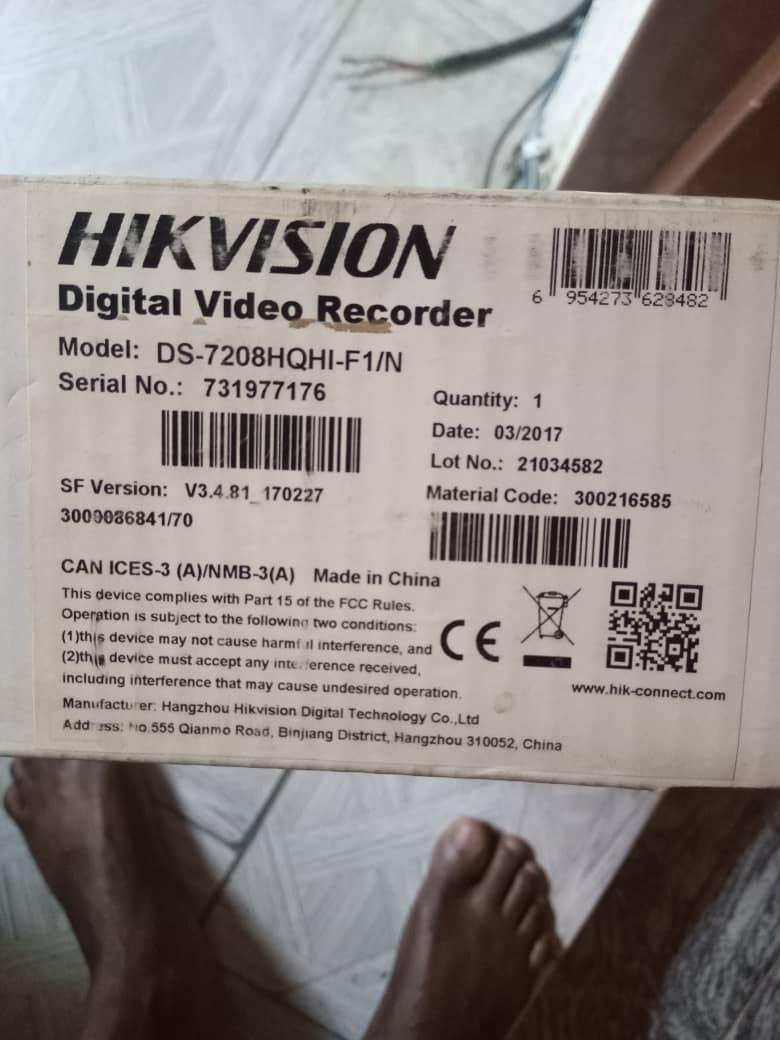 HIKVISION
Digital Video Recorder
6 954273 628482
Model: DS-7208HQHI-F1/N
Serial No.: 731977176
Quantity: 1
Date: 03/2017
Lot No.: 21034582
SF Version: V3.4.81_170227
Material Code: 300216585
3000086841/70
CAN ICES-3 (A)/NMB-3(A) Made in China
This device complies with Part 15 of the FCC Rules.
Operation is subject to the following two conditions:
(1)this device may not cause harmful interference, and
(2)this device must accept any interference received,
including interference that may cause undesired operation.
CE
www.hik-connect.com
Manufacturer: Hangzhou Hikvision Digital Technology Co.,Ltd
Address: No.555 Qianmo Road, Binjiang District, Hangzhou 310052, China